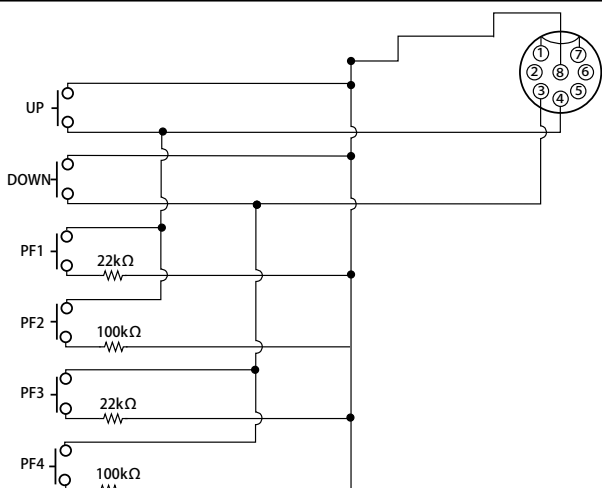 UP
DOWN
PF1
22kΩ
PF2
100kΩ
PF3
22kΩ
PF4
100kΩ
1 7
2 8 6
3 4 5